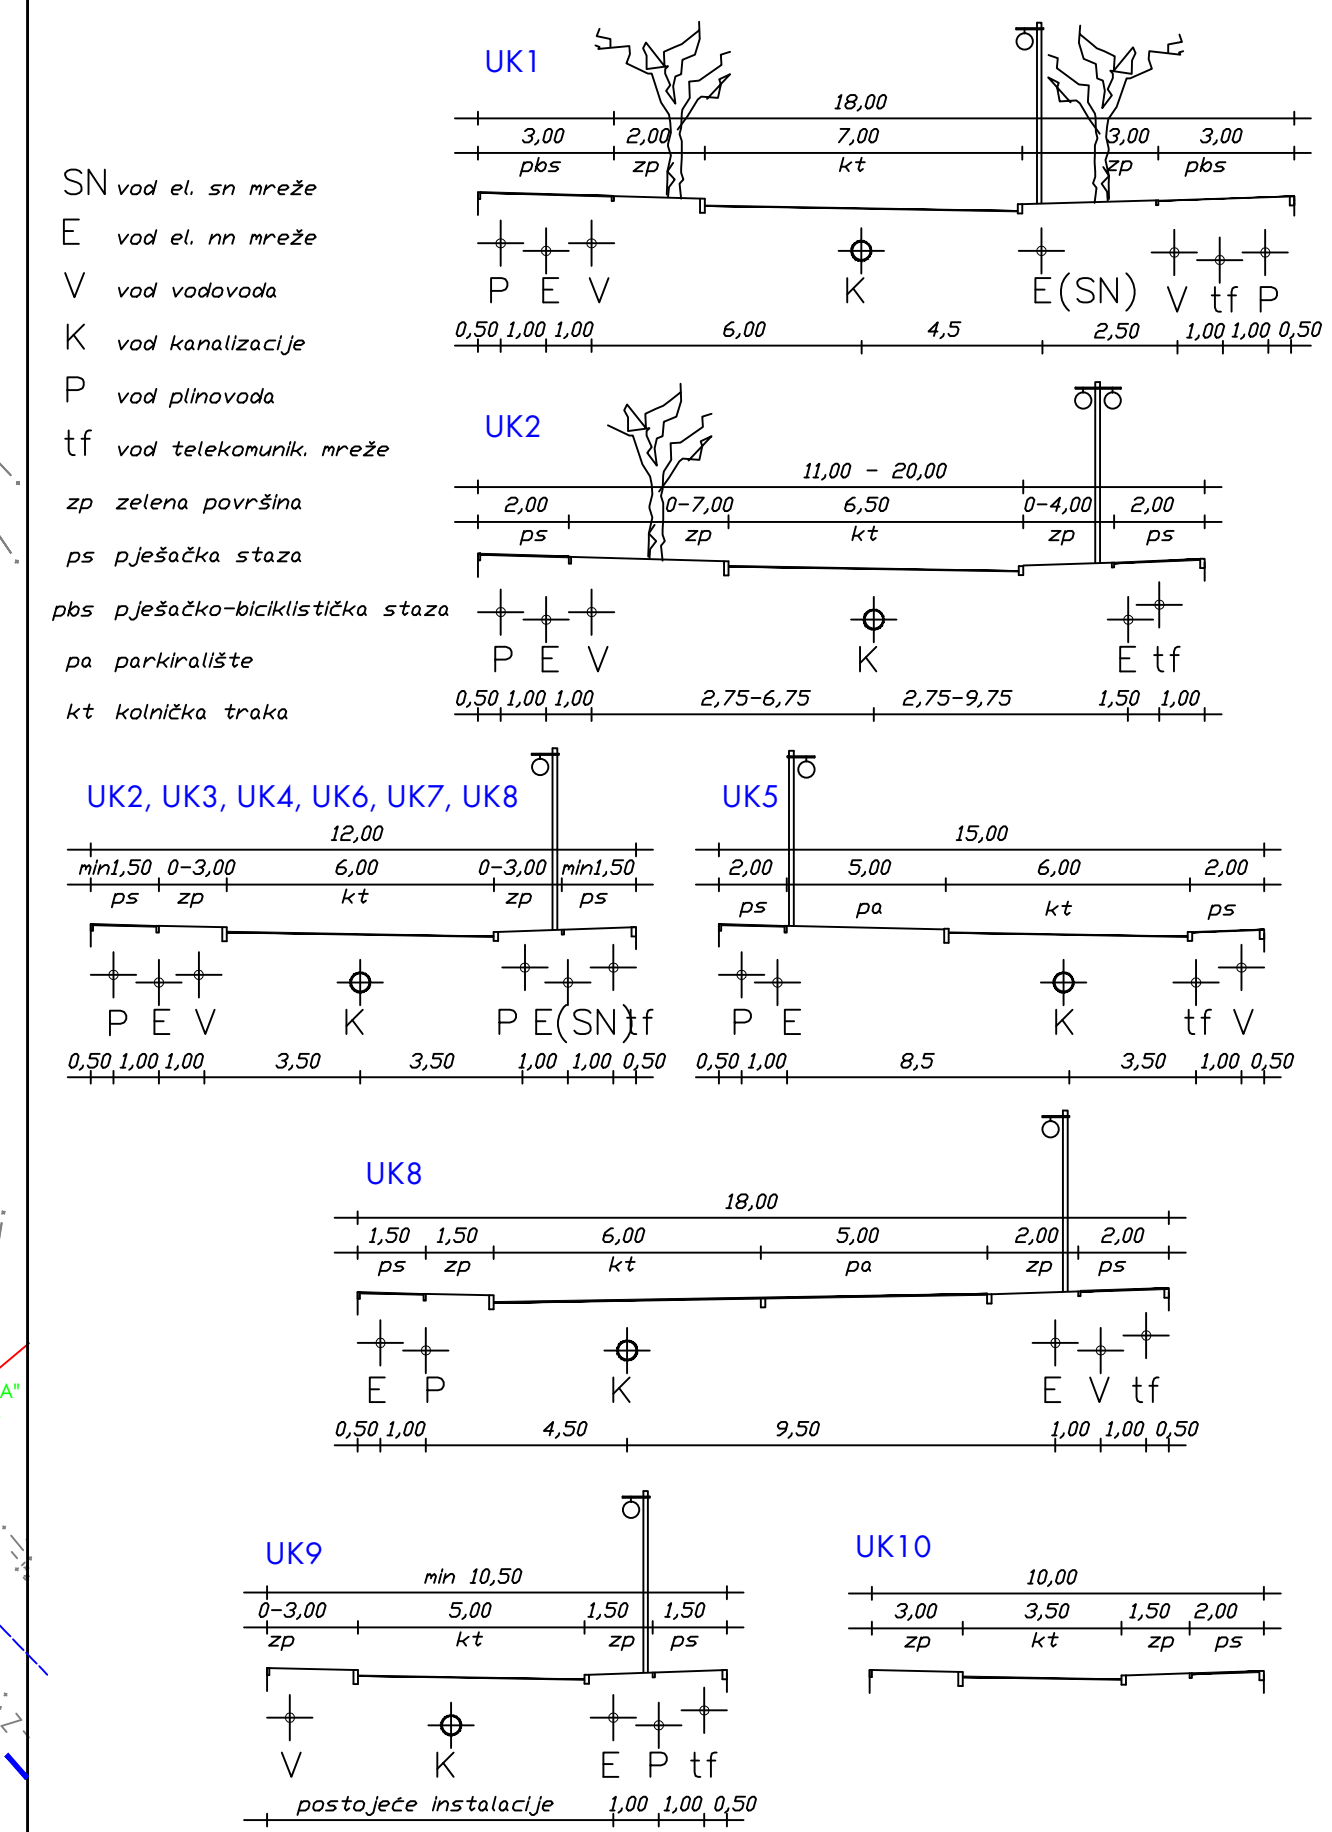 SN vod el. sn mreže
E vod el. nn mreže
V vod vodovoda
K vod kanalizacije
P vod plinovoda
tf vod telekomunik. mreže
zp zelena površina
ps pješačka staza
pbs pješačko-biciklistička staza
pa parkiralište
kt kolnička traka
UK1
18,00
3,00 2,00 7,00 3,00 3,00
pbs zp kt zp pbs
P E V K E(SN) V tf P
0,50 1,00 1,00 6,00 4,5 2,50 1,00 1,00 0,50
UK2
11,00 - 20,00
2,00 0-7,00 6,50 0-4,00 2,00
ps zp kt zp ps
P E V K E tf
0,50 1,00 1,00 2,75-6,75 2,75-9,75 1,50 1,00
UK2, UK3, UK4, UK6, UK7, UK8
12,00
min1,50 0-3,00 6,00 0-3,00 min1,50
ps zp kt zp ps
P E V K P E(SN) tf
0,50 1,00 1,00 3,50 3,50 1,00 1,00 0,50
UK5
15,00
2,00 5,00 6,00 2,00
ps pa kt ps
P E K tf V
0,50 1,00 8,5 3,50 1,00 0,50
UK8
18,00
1,50 1,50 6,00 5,00 2,00 2,00
ps zp kt pa zp ps
E P K E V tf
0,50 1,00 4,50 9,50 1,00 1,00 0,50
A"
UK9
min 10,50
0-3,00 5,00 1,50 1,50
zp kt zp ps
V K E P tf
postojeće instalacije 1,00 1,00 0,50
UK10
10,00
3,00 3,50 1,50 2,00
zp kt zp ps